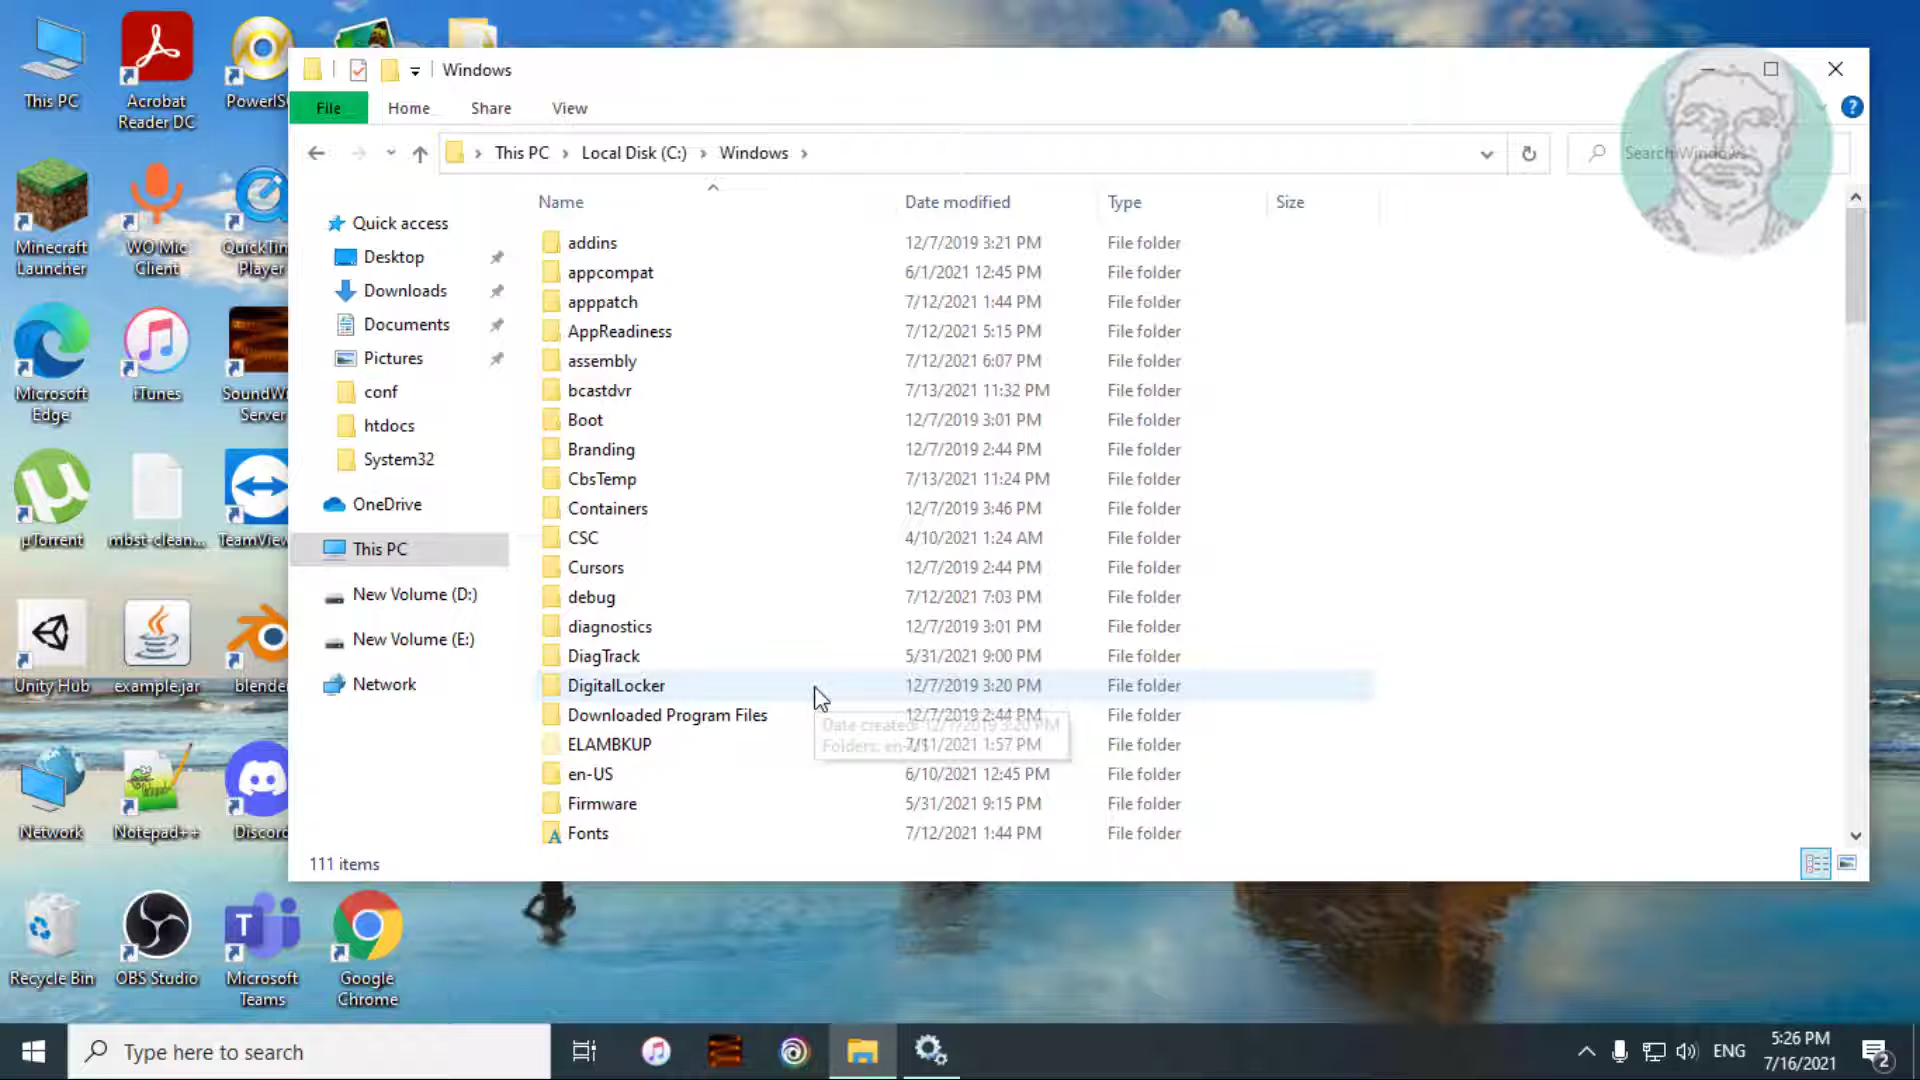 This PC
Acrobat
Reader DC
Minecraft
Launcher
WO Mic
Client
Player
Microsoft
Edge
iTunes
Server
µTorrent
mbst-clean...
Unity Hub
example.jar
Network
Notepad++
Recycle Bin
OBS Studio
Microsoft
Teams
Google
Chrome
Windows
File
Home
Share
View
This PC
Local Disk (C:)
Windows
Search Windows
Name
Date modified
Type
Size
Quick access
Desktop
Downloads
Documents
Pictures
conf
htdocs
System32
OneDrive
This PC
New Volume (D:)
New Volume (E:)
Network
addins 12/7/2019 3:21 PM File folder
appcompat 6/1/2021 12:45 PM File folder
apppatch 7/12/2021 1:44 PM File folder
AppReadiness 7/12/2021 5:15 PM File folder
assembly 7/12/2021 6:07 PM File folder
bcastdvr 7/13/2021 11:32 PM File folder
Boot 12/7/2019 3:01 PM File folder
Branding 12/7/2019 2:44 PM File folder
CbsTemp 7/13/2021 11:24 PM File folder
Containers 12/7/2019 3:46 PM File folder
CSC 4/10/2021 1:24 AM File folder
Cursors 12/7/2019 2:44 PM File folder
debug 7/12/2021 7:03 PM File folder
diagnostics 12/7/2019 3:01 PM File folder
DiagTrack 5/31/2021 9:00 PM File folder
DigitalLocker 12/7/2019 3:20 PM File folder
Downloaded Program Files 12/7/2019 2:44 PM File folder
Date created: 12/7/2019 3:20 PM
ELAMBKUP 7/11/2021 1:57 PM File folder
Folders: en-US
en-US 6/10/2021 12:45 PM File folder
Firmware 5/31/2021 9:15 PM File folder
Fonts 7/12/2021 1:44 PM File folder
111 items
Type here to search
ENG
5:26 PM
7/16/2021
2